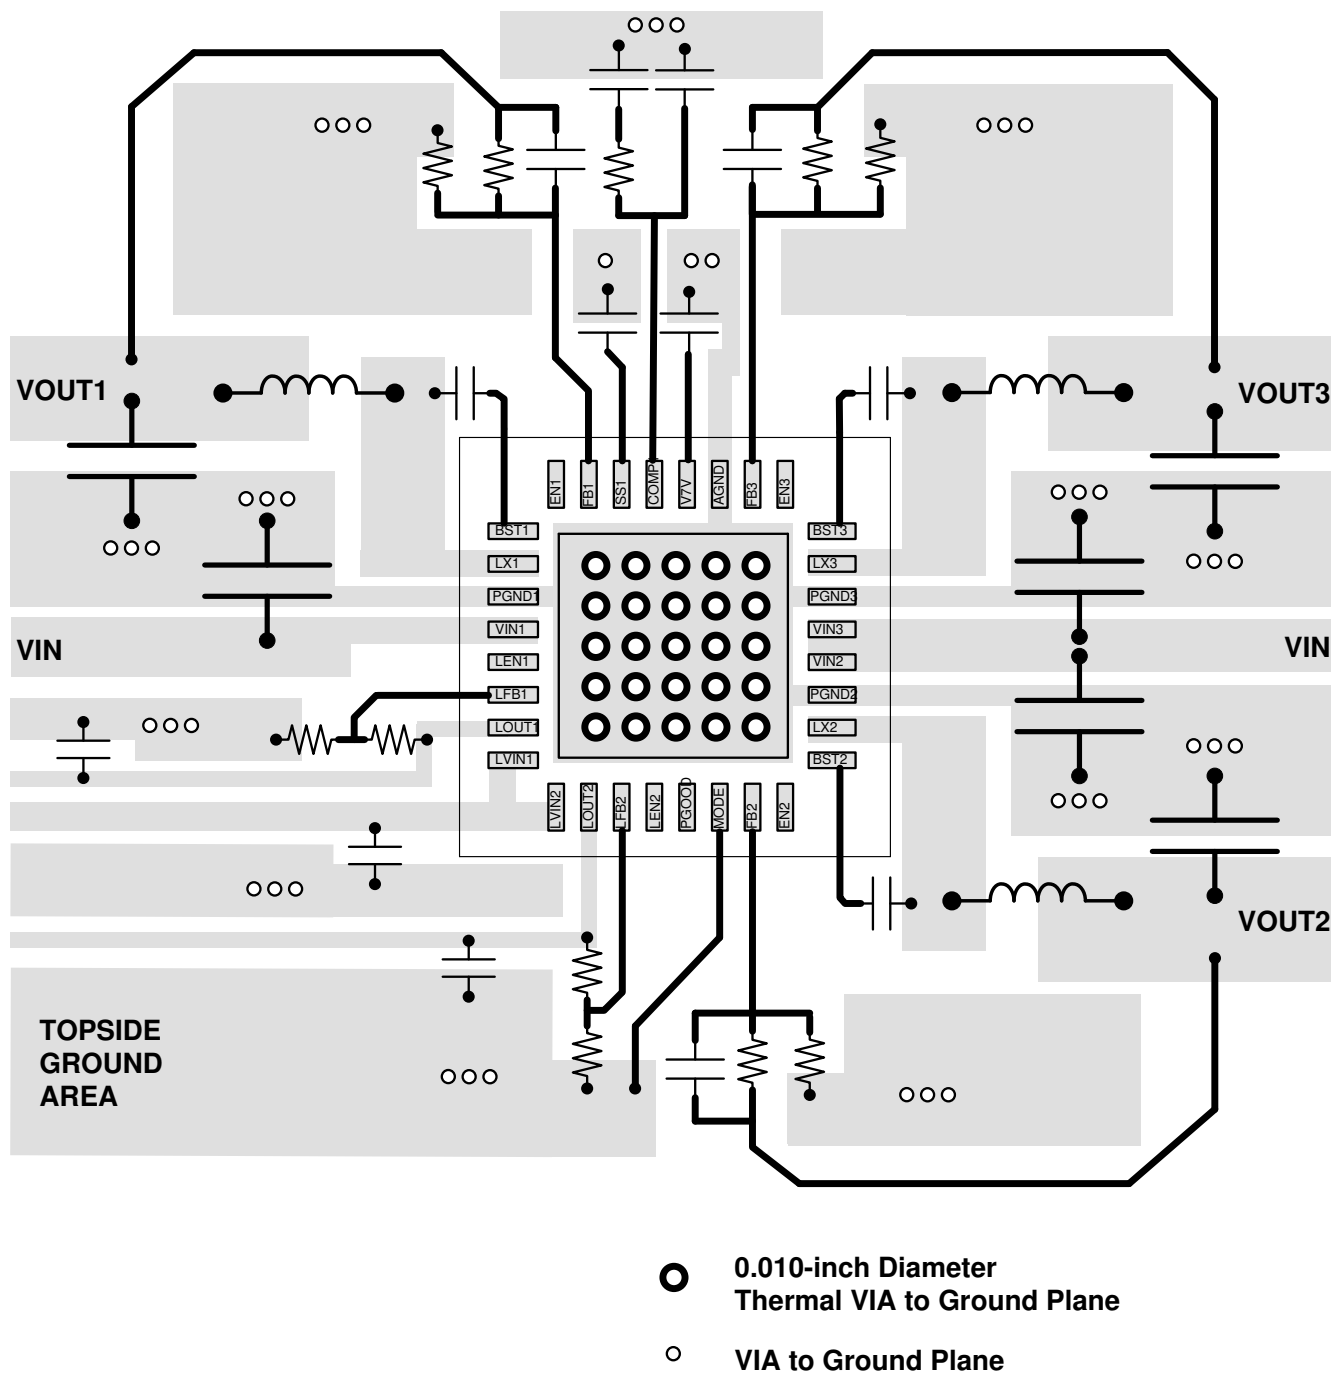 VOUT1
VOUT3
EN1
FB1
SS1
COMP1
V7V
AGND
FB3
EN3
BST1
BST3
LX1
LX3
PGND1
PGND3
VIN1
VIN3
VIN
VIN
LEN1
VIN2
LFB1
PGND2
LOUT1
LX2
LVIN1
BST2
LVIN2
LOUT2
LFB2
LEN2
PGOOD
MODE
FB2
EN2
VOUT2
TOPSIDE
GROUND
AREA
0.010-inch Diameter
Thermal VIA to Ground Plane
VIA to Ground Plane